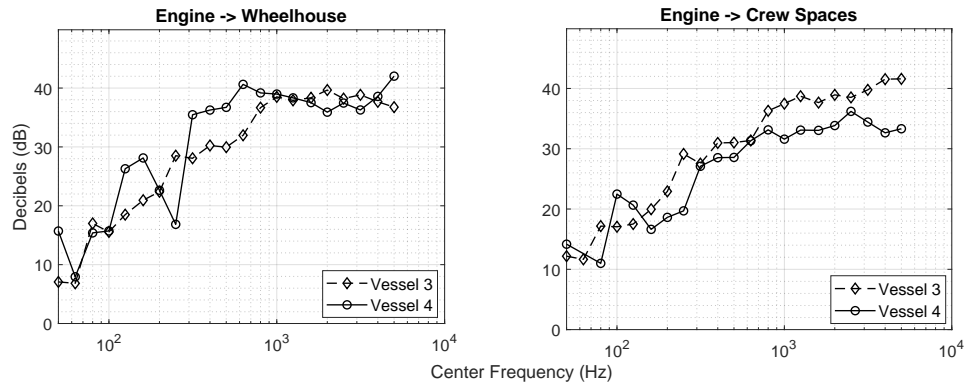 Engine -> Wheelhouse
Engine -> Crew Spaces
Decibels (dB)
50
40
30
20
10
0
10^2
10^3
10^4
Vessel 3
Vessel 4
50
40
30
20
10
0
10^2
10^3
10^4
Vessel 3
Vessel 4
Center Frequency (Hz)